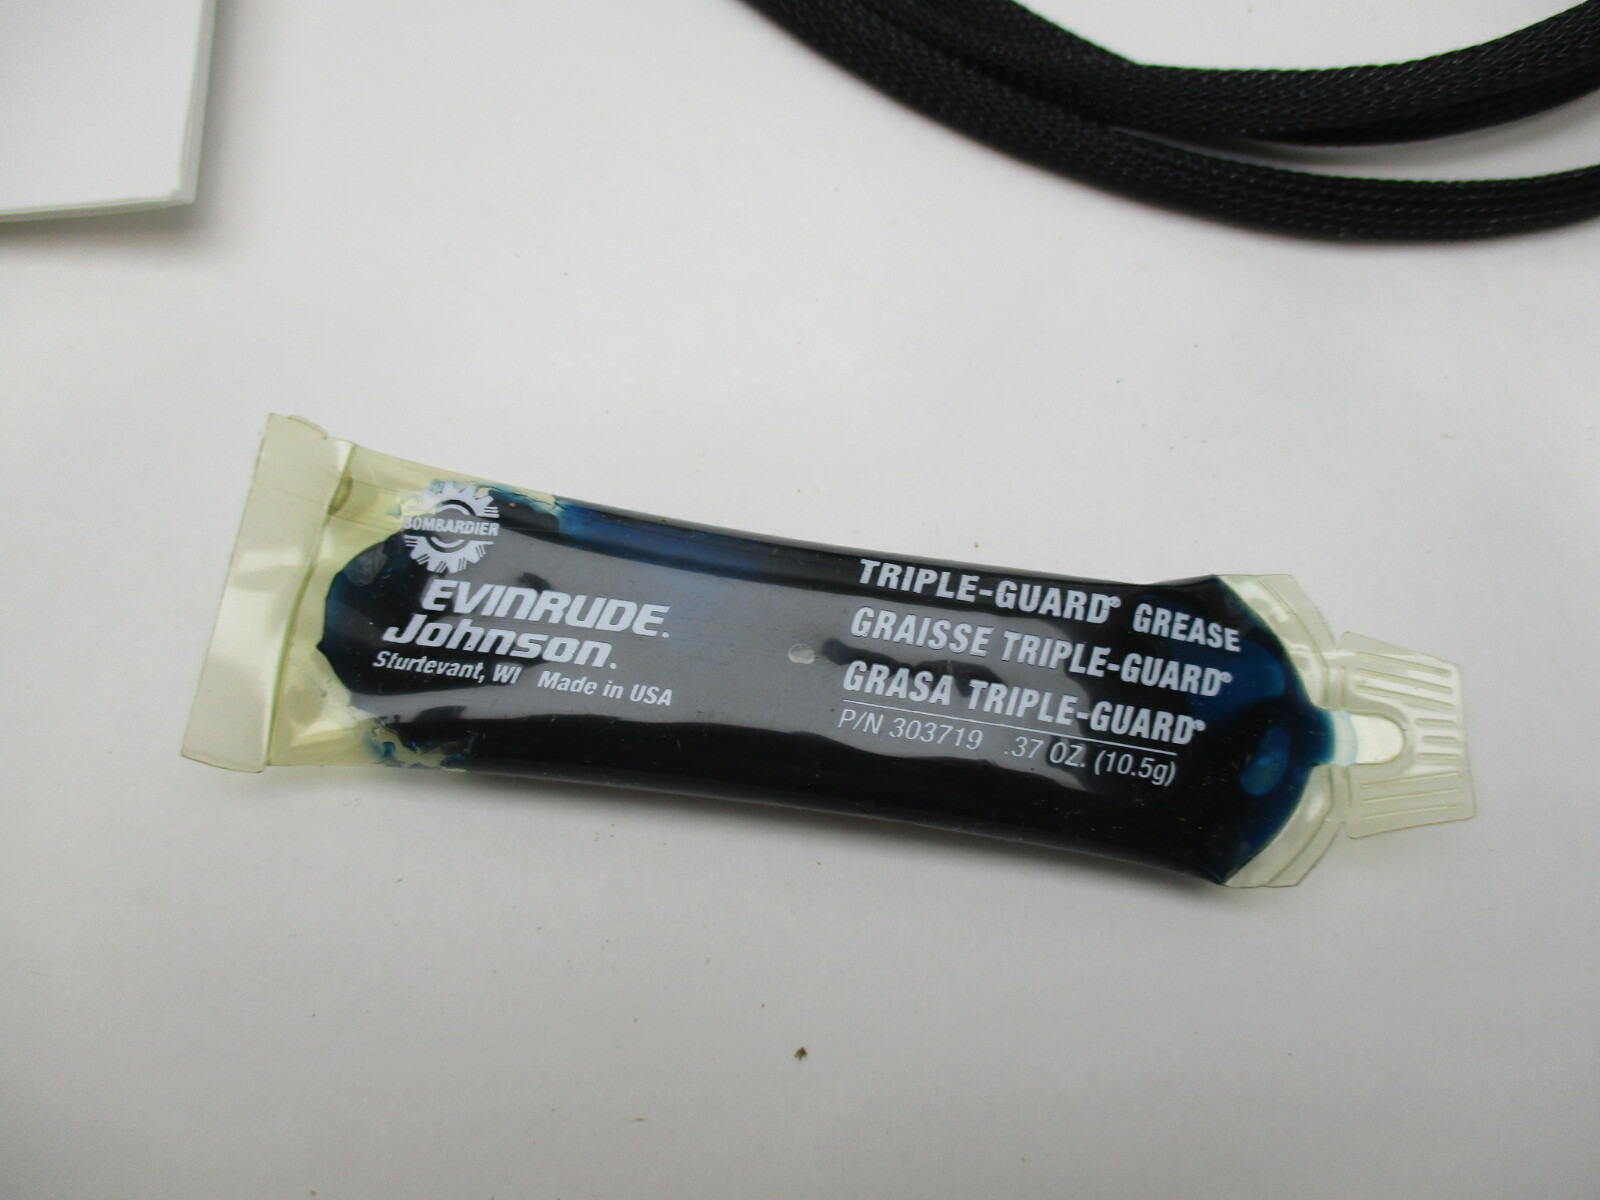 BOMBARDIER
EVINRUDE.
Johnson.
Sturtevant, WI Made in USA
TRIPLE-GUARD® GREASE
GRAISSE TRIPLE-GUARD®
GRASA TRIPLE-GUARD®
P/N 303719 .37 OZ. (10.5g)